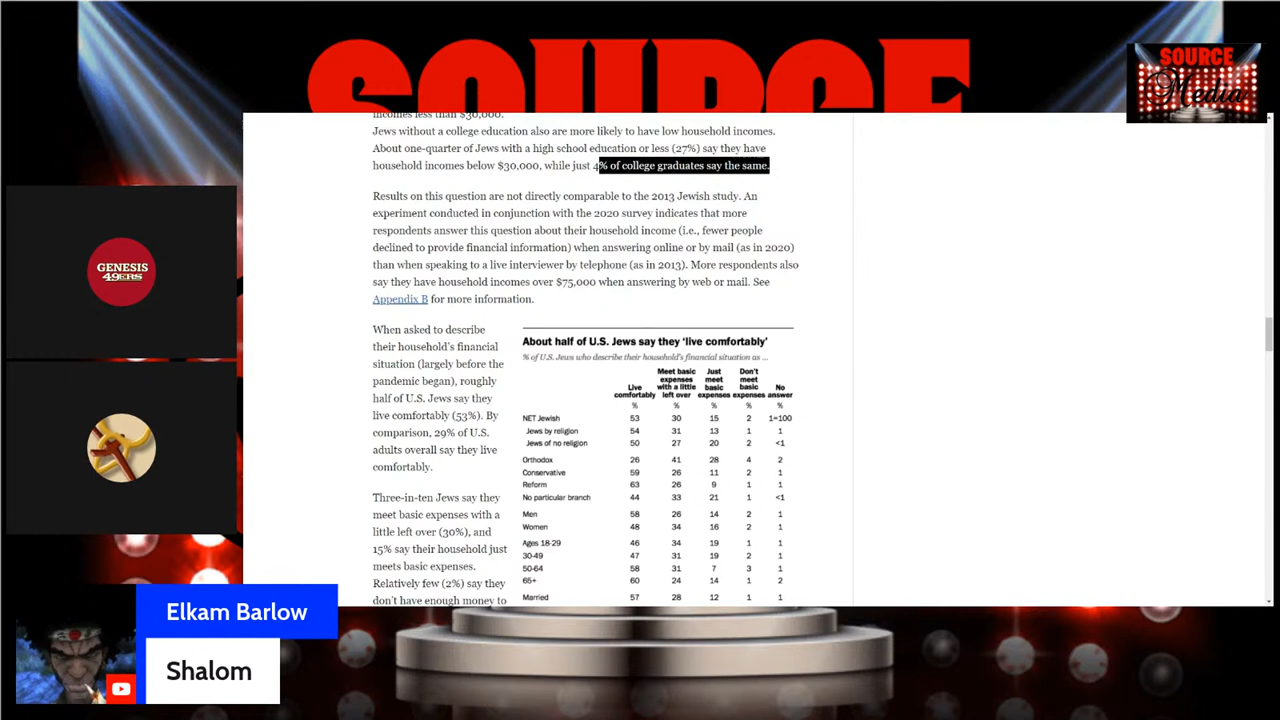 SOURCE
SOURCE
Media
GENESIS
49ERS
incomes less than $30,000.
Jews without a college education also are more likely to have low household incomes.
About one-quarter of Jews with a high school education or less (27%) say they have
household incomes below $30,000, while just 4% of college graduates say the same.
Results on this question are not directly comparable to the 2013 Jewish study. An
experiment conducted in conjunction with the 2020 survey indicates that more
respondents answer this question about their household income (i.e., fewer people
declined to provide financial information) when answering online or by mail (as in 2020)
than when speaking to a live interviewer by telephone (as in 2013). More respondents also
say they have household incomes over $75,000 when answering by web or mail. See
Appendix B for more information.
When asked to describe
their household's financial
situation (largely before the
pandemic began), roughly
half of U.S. Jews say they
live comfortably (53%). By
comparison, 29% of U.S.
adults overall say they live
comfortably.
Three-in-ten Jews say they
meet basic expenses with a
little left over (30%), and
15% say their household just
meets basic expenses.
Relatively few (2%) say they
don't have enough money to
About half of U.S. Jews say they 'live comfortably'
% of U.S. Jews who describe their household's financial situation as ...
Live comfortably Meet basic expenses with a little left over Just meet basic expenses Don't meet basic expenses No answer
% % % % %
NET Jewish 53 30 15 2 1=100
Jews by religion 54 31 13 1 1
Jews of no religion 50 27 20 2 <1
Orthodox 26 41 28 4 2
Conservative 59 26 11 2 1
Reform 63 26 9 1 1
No particular branch 44 33 21 1 <1
Men 58 26 14 2 1
Women 48 34 16 2 1
Ages 18-29 46 34 19 1 1
30-49 47 31 19 2 1
50-64 58 31 7 3 1
65+ 60 24 14 1 2
Married 57 28 12 1 1
Elkam Barlow
Shalom